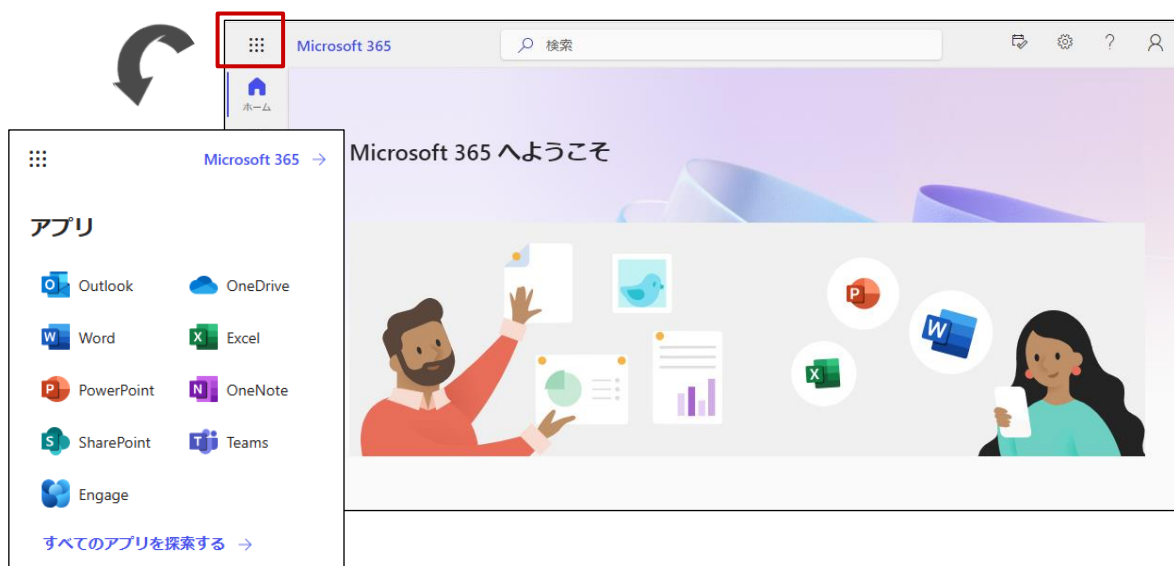 Microsoft 365
検索
?
ホーム
Microsoft 365 へようこそ
Microsoft 365 →
アプリ
Outlook
OneDrive
Word
Excel
PowerPoint
OneNote
SharePoint
Teams
Engage
すべてのアプリを探索する →
P
W
X